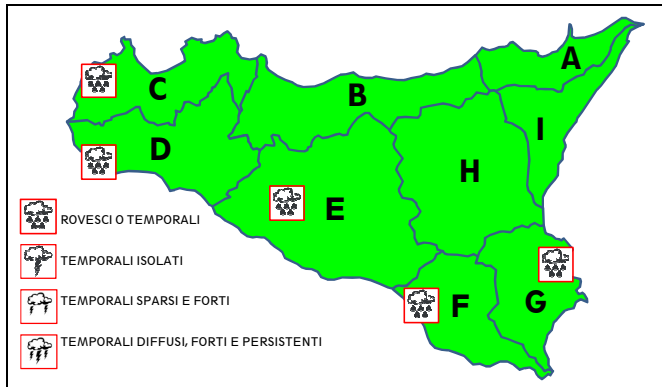 A
C
B
I
D
H
E
ROVESCI O TEMPORALI
TEMPORALI ISOLATI
G
F
TEMPORALI SPARSI E FORTI
TEMPORALI DIFFUSI, FORTI E PERSISTENTI